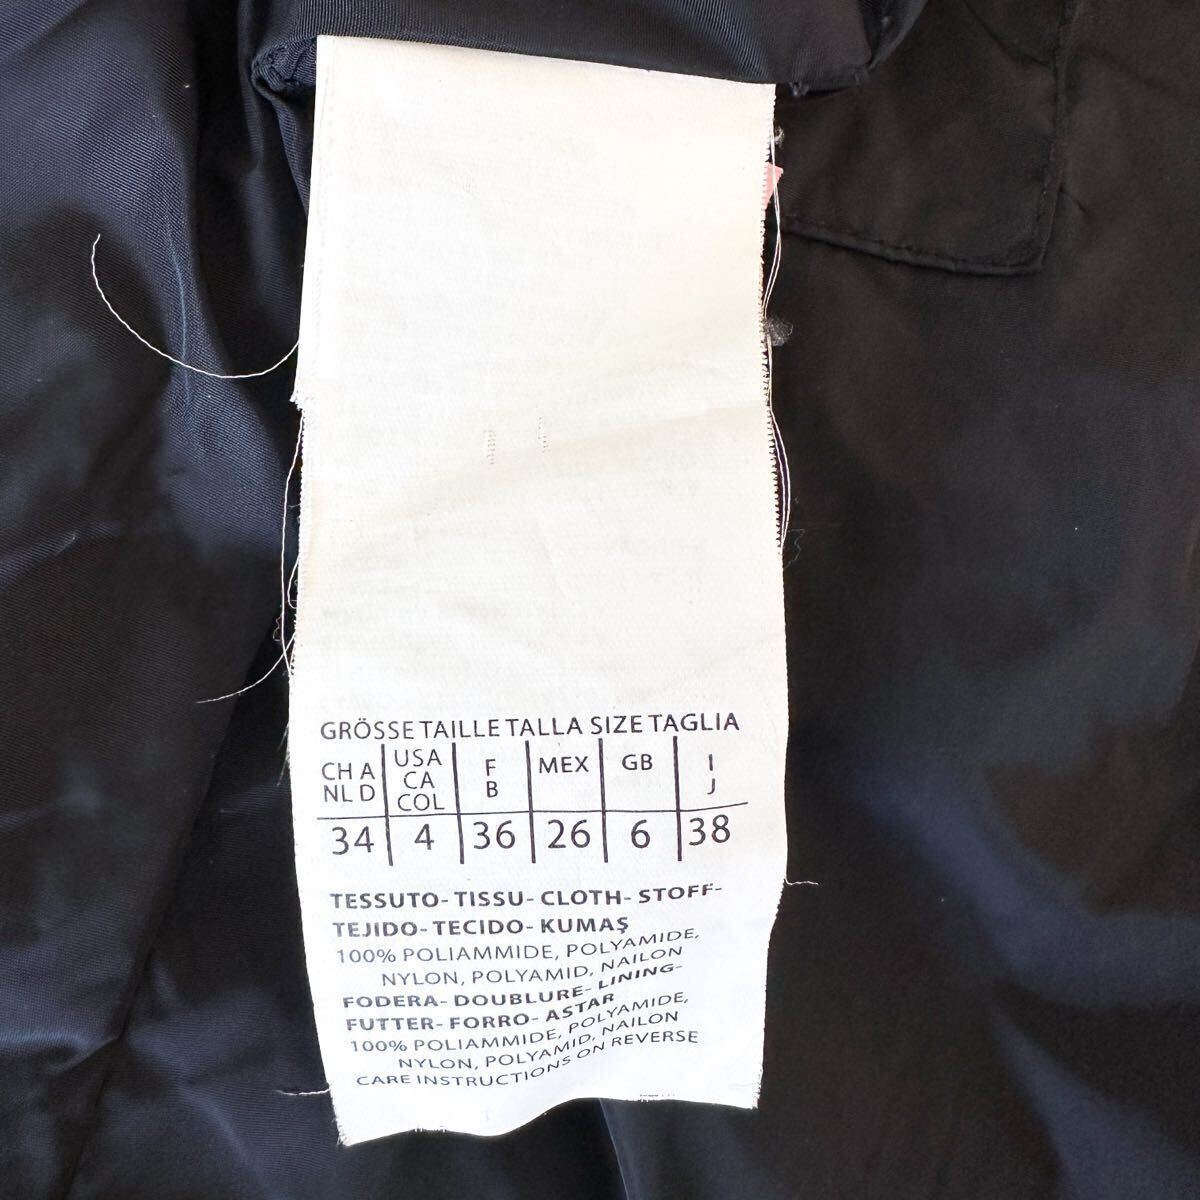 GRÖSSE TAILLE TALLA SIZE TAGLIA
CH A NL D | USA CA COL | F B | MEX | GB | I J
34 | 4 | 36 | 26 | 6 | 38
TESSUTO- TISSU- CLOTH- STOFF-
TEJIDO- TECIDO- KUMAŞ
100% POLIAMMIDE, POLYAMIDE,
NYLON, POLYAMID, NAILON
FODERA- DOUBLURE- LINING-
FUTTER- FORRO- ASTAR
100% POLIAMMIDE, POLYAMIDE,
NYLON, POLYAMID, NAILON
CARE INSTRUCTIONS ON REVERSE